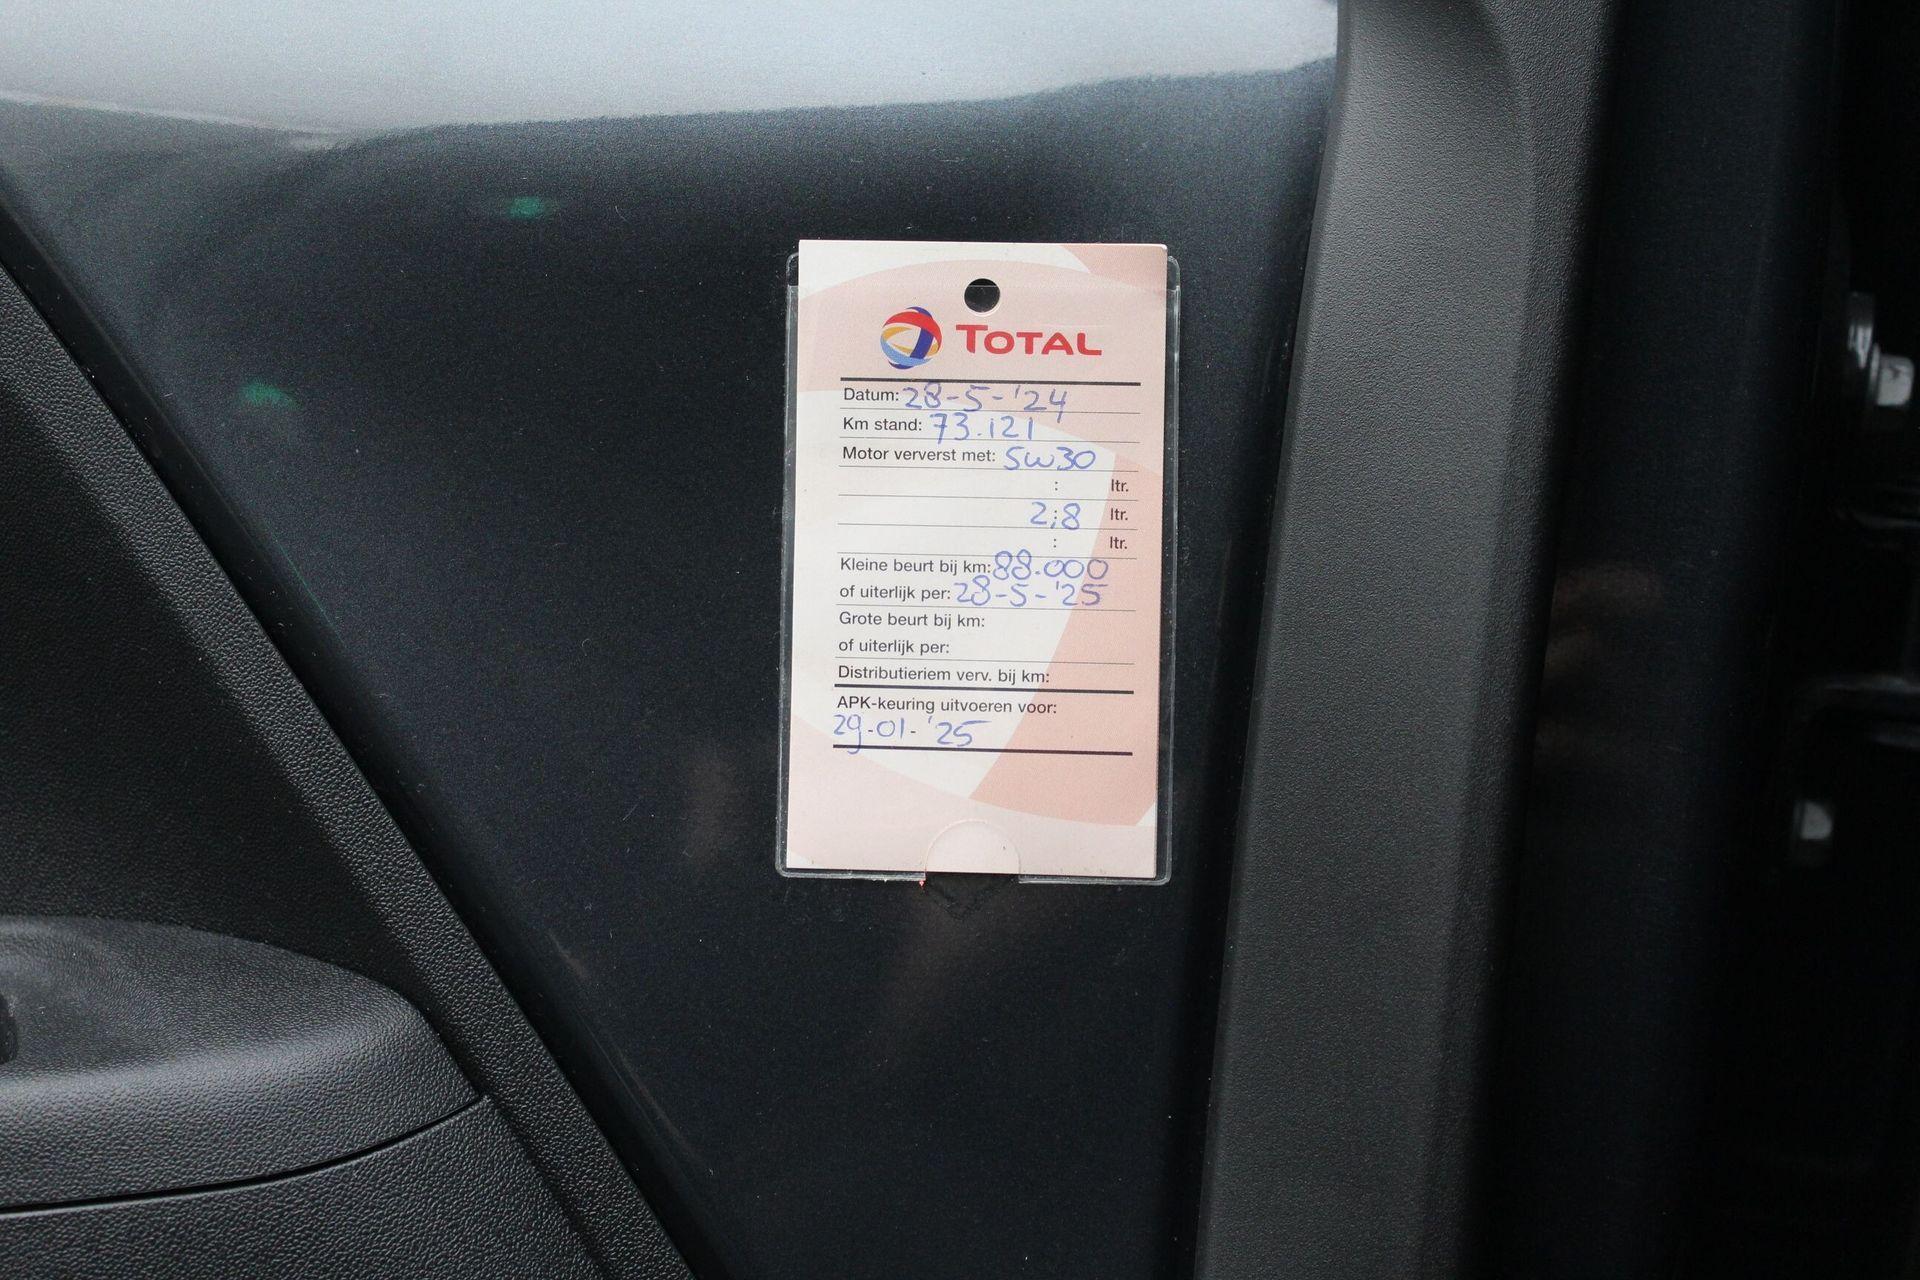 TOTAL
Datum: 28-5-'24
Km stand: 73.121
Motor ververst met: 5W30
: ltr.
2,8 ltr.
: ltr.
Kleine beurt bij km: 88.000
of uiterlijk per: 28-5-'25
Grote beurt bij km:
of uiterlijk per:
Distributieriem verv. bij km:
APK-keuring uitvoeren voor:
29-01-'25